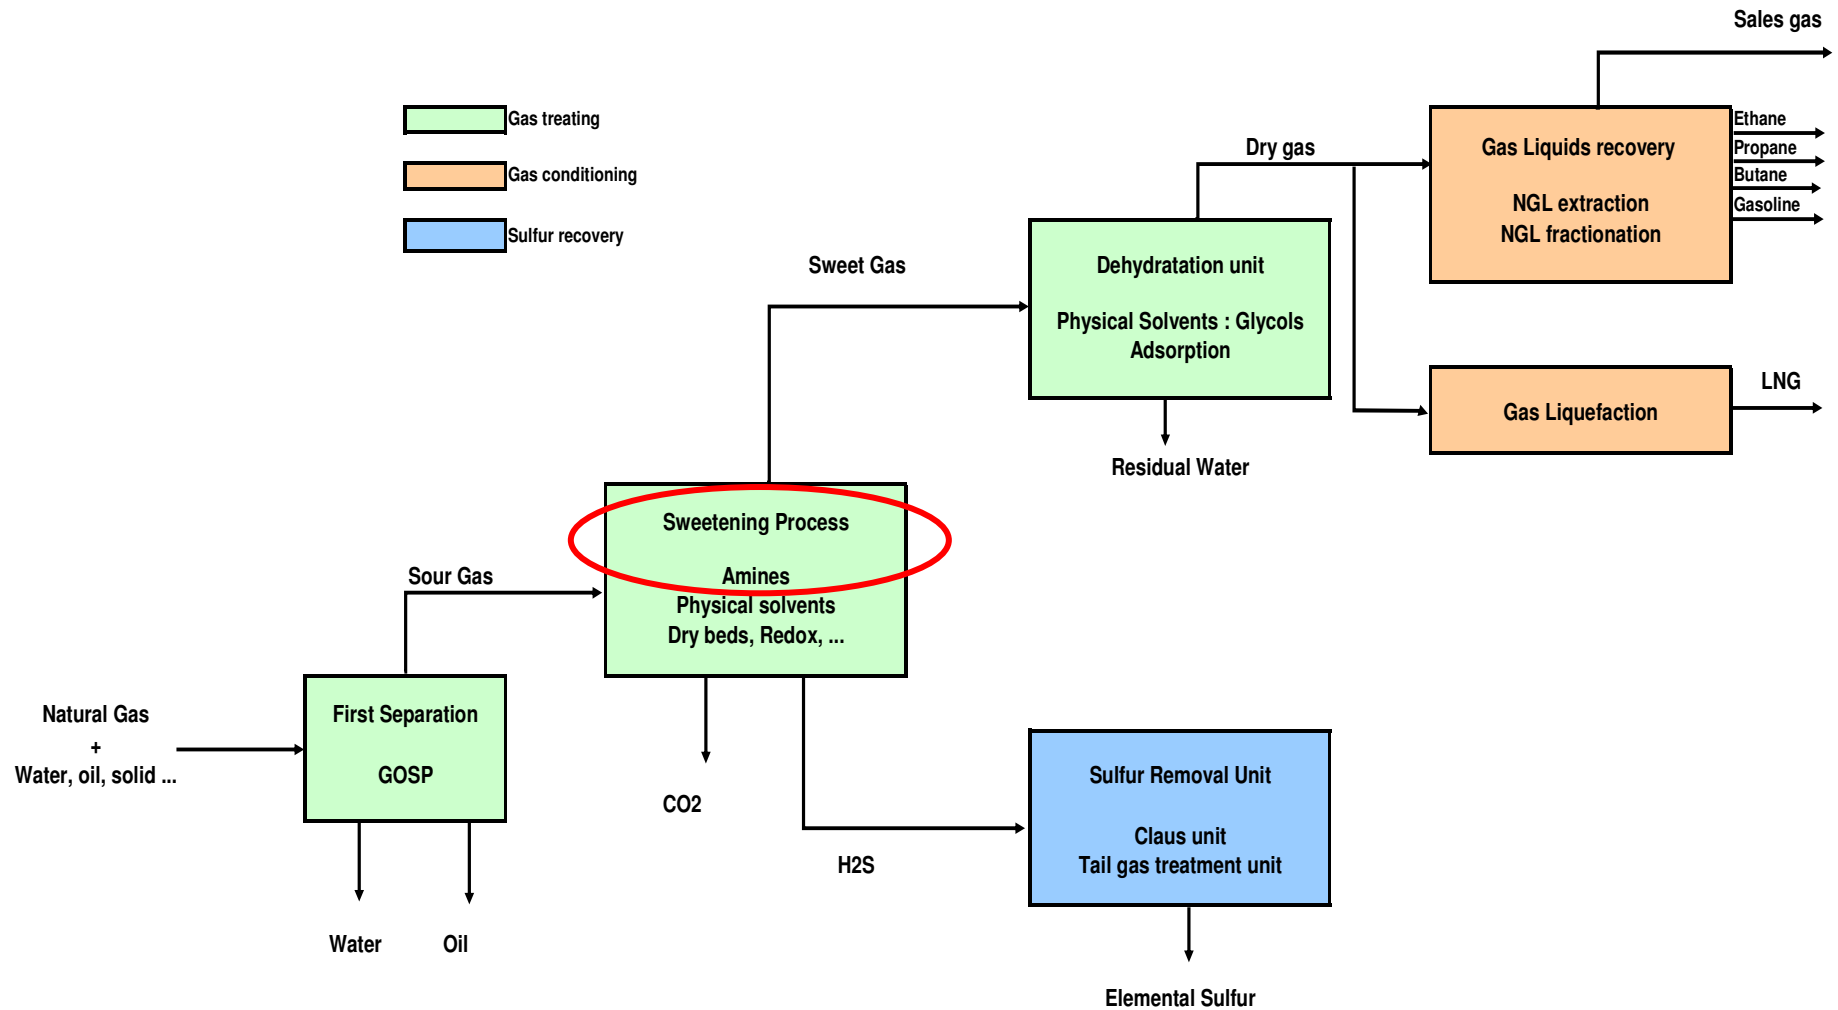 Sales gas
Gas treating
Gas conditioning
Sulfur recovery
Dry gas
Gas Liquids recovery
NGL extraction
NGL fractionation
Ethane
Propane
Butane
Gasoline
Sweet Gas
Dehydratation unit
Physical Solvents : Glycols
Adsorption
Residual Water
Gas Liquefaction
LNG
Sour Gas
Sweetening Process
Amines
Physical solvents
Dry beds, Redox, ...
Natural Gas
+
Water, oil, solid ...
First Separation
GOSP
Water
Oil
CO2
H2S
Sulfur Removal Unit
Claus unit
Tail gas treatment unit
Elemental Sulfur